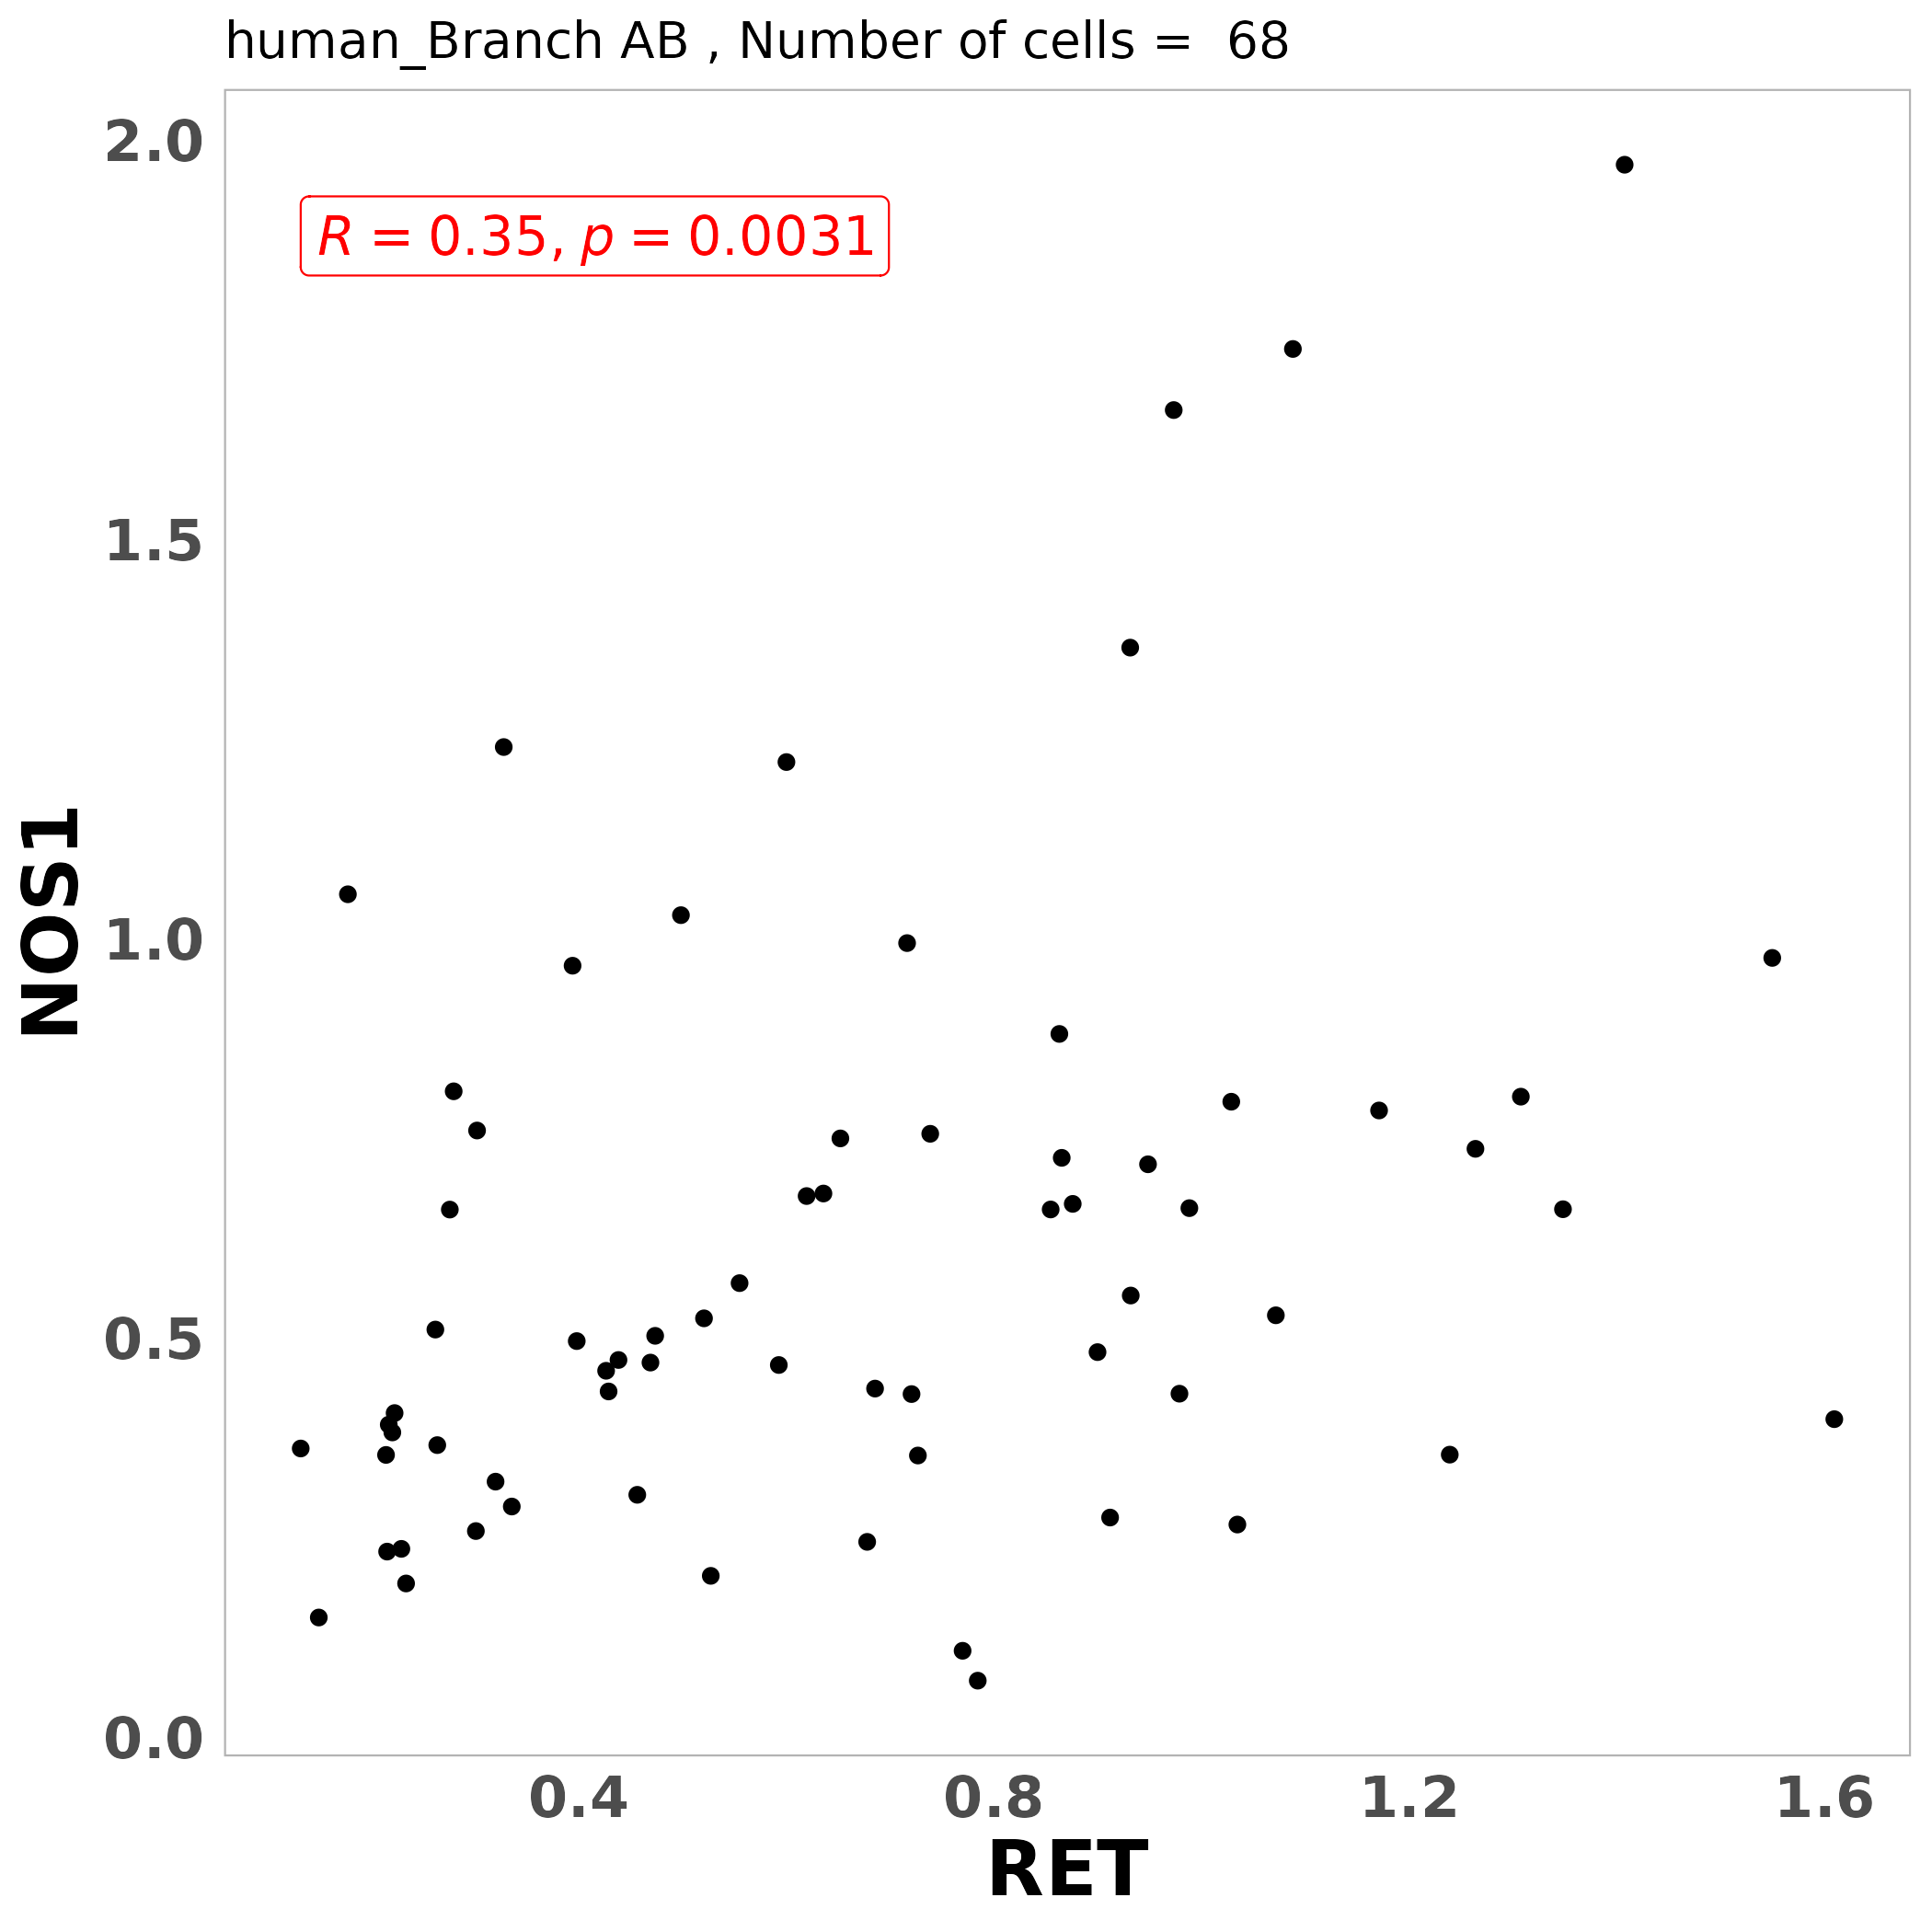 human_Branch AB , Number of cells =  68
R = 0.35, p = 0.0031
2.0
1.5
1.0
0.5
0.0
NOS1
0.4 0.8 1.2 1.6
RET